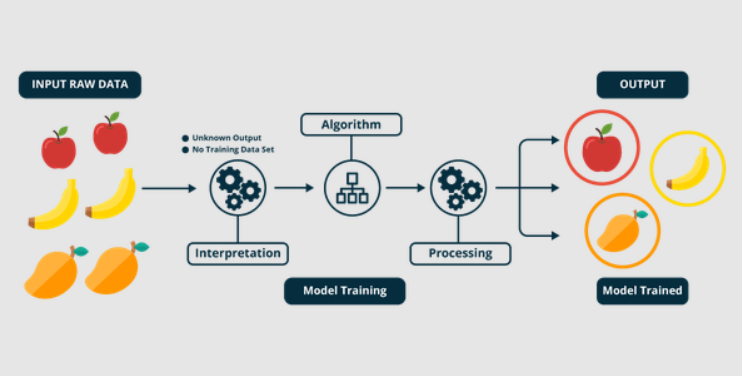 INPUT RAW DATA
OUTPUT
Algorithm
Unknown Output
No Training Data Set
Interpretation
Processing
Model Training
Model Trained